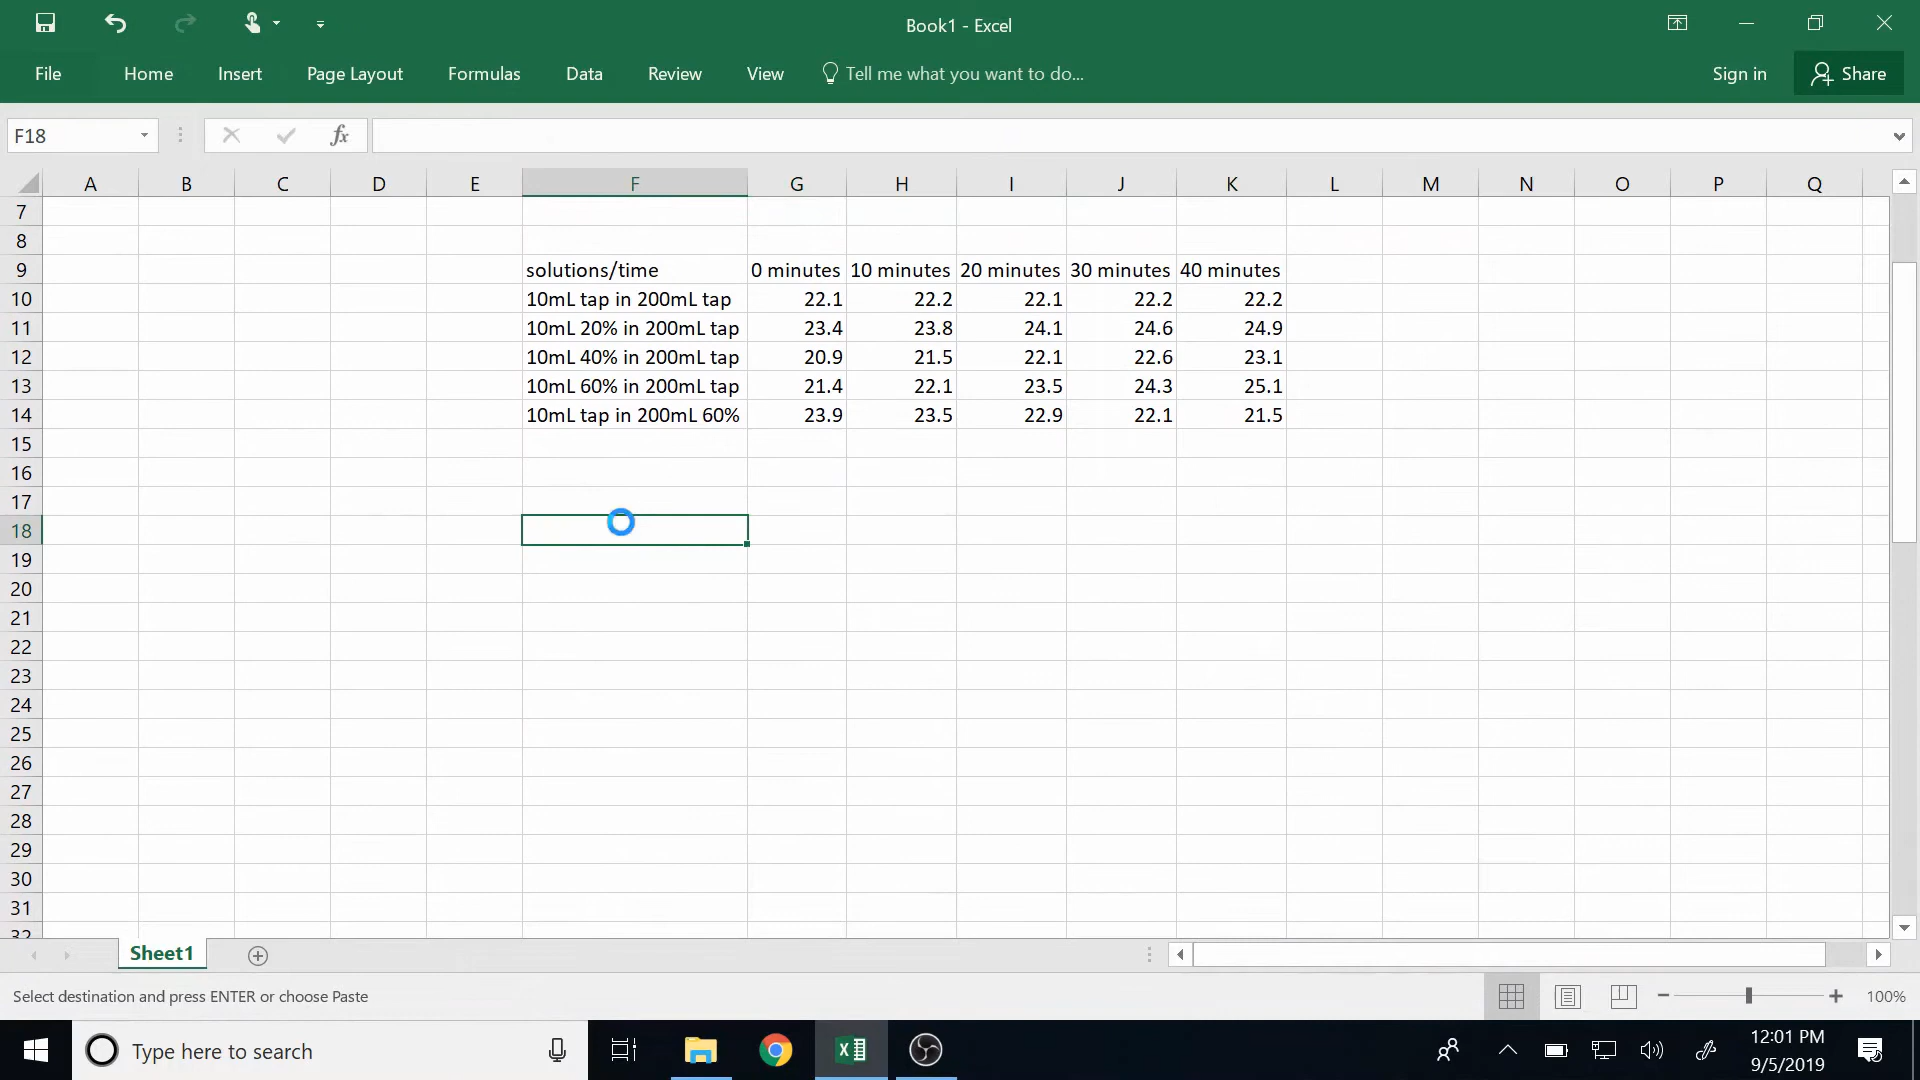 Book1 - Excel
File Home Insert Page Layout Formulas Data Review View Tell me what you want to do... Sign in Share
F18 fx
A B C D E F G H I J K L M N O P Q
7
8
9 solutions/time 0 minutes 10 minutes 20 minutes 30 minutes 40 minutes
10 10mL tap in 200mL tap 22.1 22.2 22.1 22.2 22.2
11 10mL 20% in 200mL tap 23.4 23.8 24.1 24.6 24.9
12 10mL 40% in 200mL tap 20.9 21.5 22.1 22.6 23.1
13 10mL 60% in 200mL tap 21.4 22.1 23.5 24.3 25.1
14 10mL tap in 200mL 60% 23.9 23.5 22.9 22.1 21.5
15
16
17
18
19
20
21
22
23
24
25
26
27
28
29
30
31
32
Sheet1
Select destination and press ENTER or choose Paste 100%
Type here to search 12:01 PM
9/5/2019